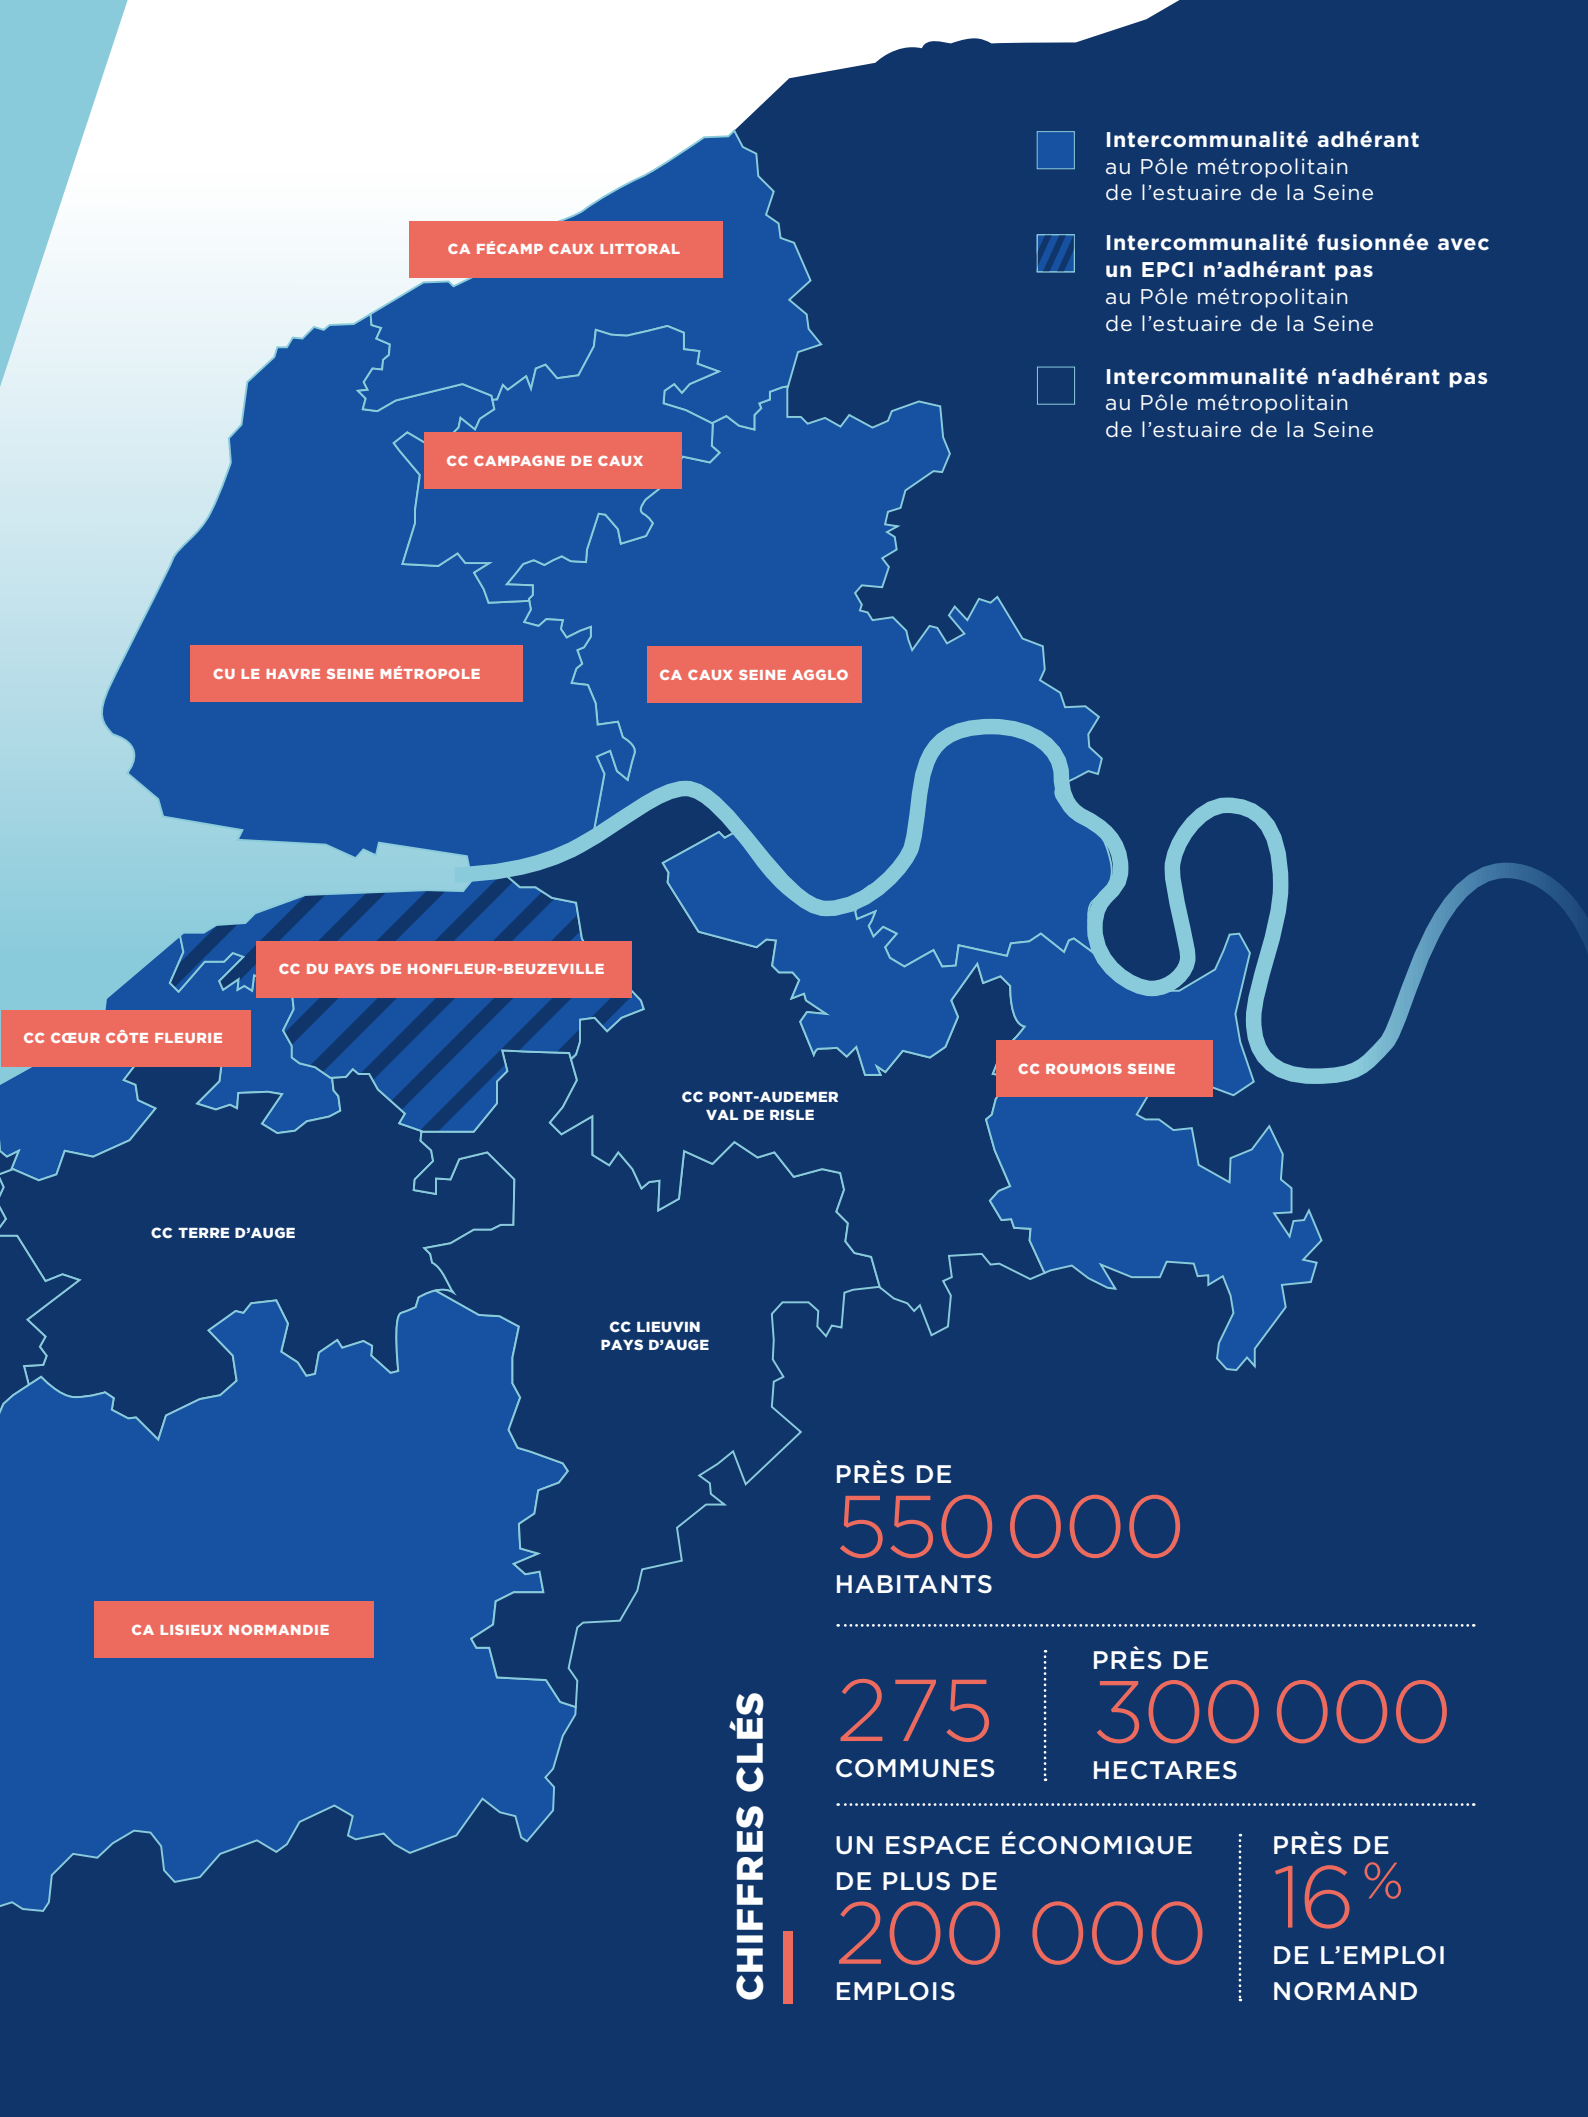 Intercommunalité adhérant
au Pôle métropolitain
de l’estuaire de la Seine
Intercommunalité fusionnée avec
un EPCI n’adhérant pas
au Pôle métropolitain
de l’estuaire de la Seine
Intercommunalité n‘adhérant pas
au Pôle métropolitain
de l’estuaire de la Seine
CA FÉCAMP CAUX LITTORAL
CC CAMPAGNE DE CAUX
CU LE HAVRE SEINE MÉTROPOLE
CA CAUX SEINE AGGLO
CC DU PAYS DE HONFLEUR-BEUZEVILLE
CC CŒUR CÔTE FLEURIE
CC ROUMOIS SEINE
CC PONT-AUDEMER
VAL DE RISLE
CC TERRE D’AUGE
CC LIEUVIN
PAYS D’AUGE
CA LISIEUX NORMANDIE
CHIFFRES CLÉS
PRÈS DE
550 000
HABITANTS
275
COMMUNES
PRÈS DE
300 000
HECTARES
UN ESPACE ÉCONOMIQUE
DE PLUS DE
200 000
EMPLOIS
PRÈS DE
16 %
DE L’EMPLOI
NORMAND